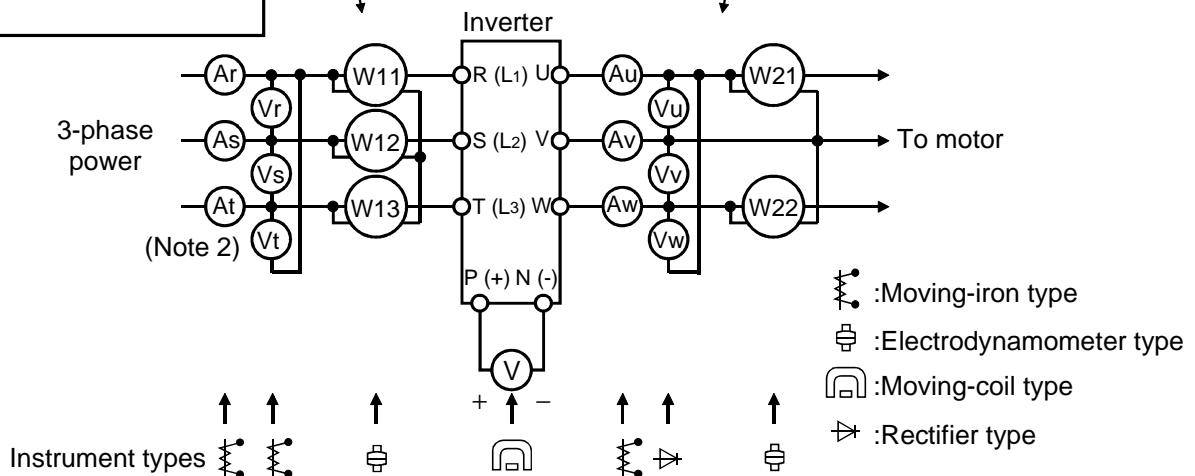 Inverter
Ar W11 R (L1) U Au W21
Vr Vu
3-phase
power
As W12 S (L2) V Av To motor
Vs Vv
At W13 T (L3) W Aw W22
(Note 2) Vt Vw
P (+) N (-)
:Moving-iron type
:Electrodynamometer type
V
:Moving-coil type
+ −
:Rectifier type
Instrument types